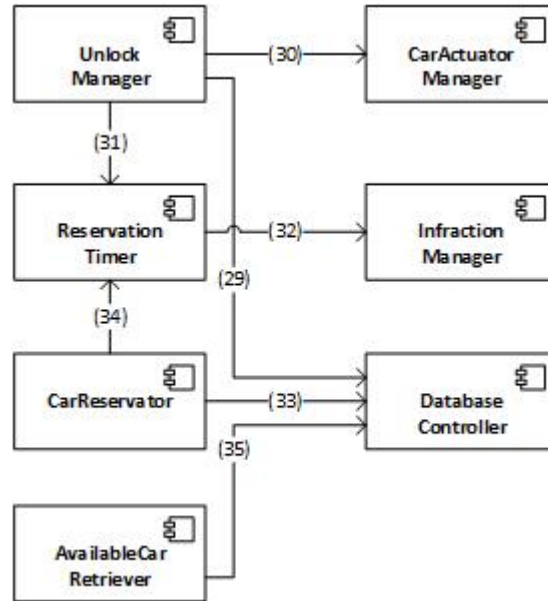 Unlock
Manager
(30)
CarActuator
Manager
(31)
Reservation
Timer
(32)
Infraction
Manager
(29)
(34)
CarReservator
(33)
Database
Controller
(35)
AvailableCar
Retriever